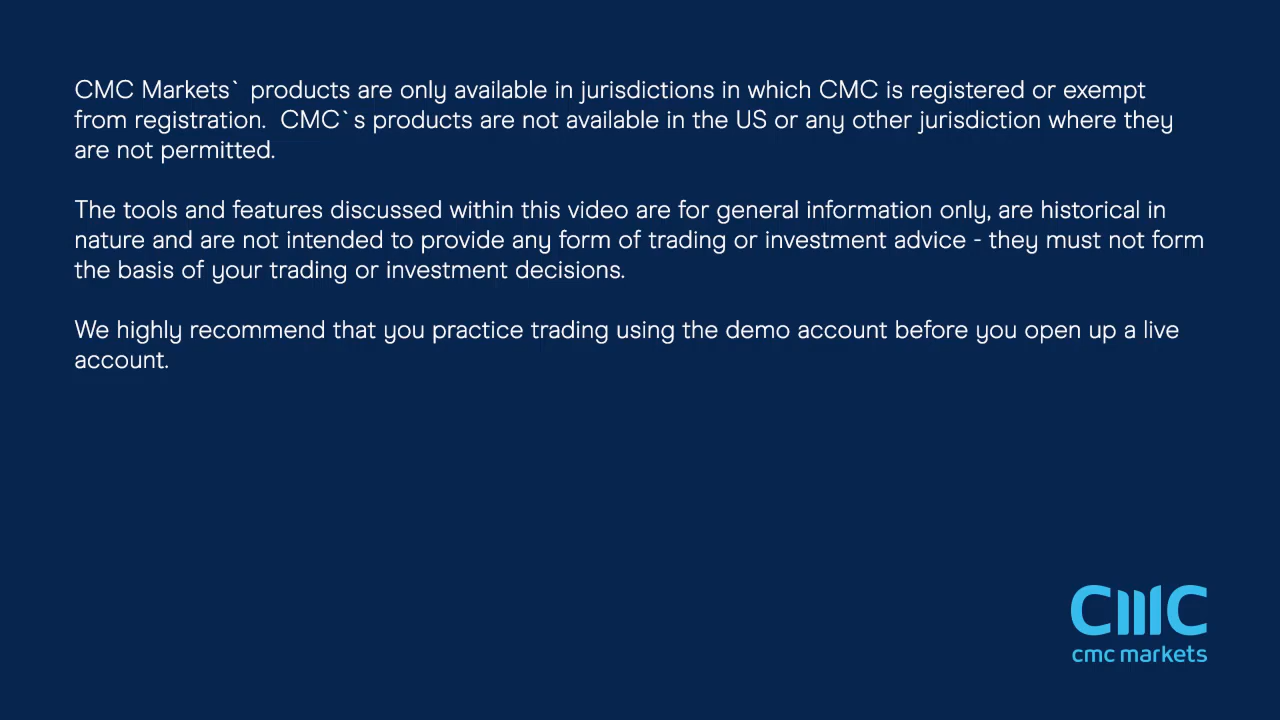 CMC Markets` products are only available in jurisdictions in which CMC is registered or exempt
from registration.  CMC`s products are not available in the US or any other jurisdiction where they
are not permitted.
The tools and features discussed within this video are for general information only, are historical in
nature and are not intended to provide any form of trading or investment advice - they must not form
the basis of your trading or investment decisions.
We highly recommend that you practice trading using the demo account before you open up a live
account.
CMC
cmc markets